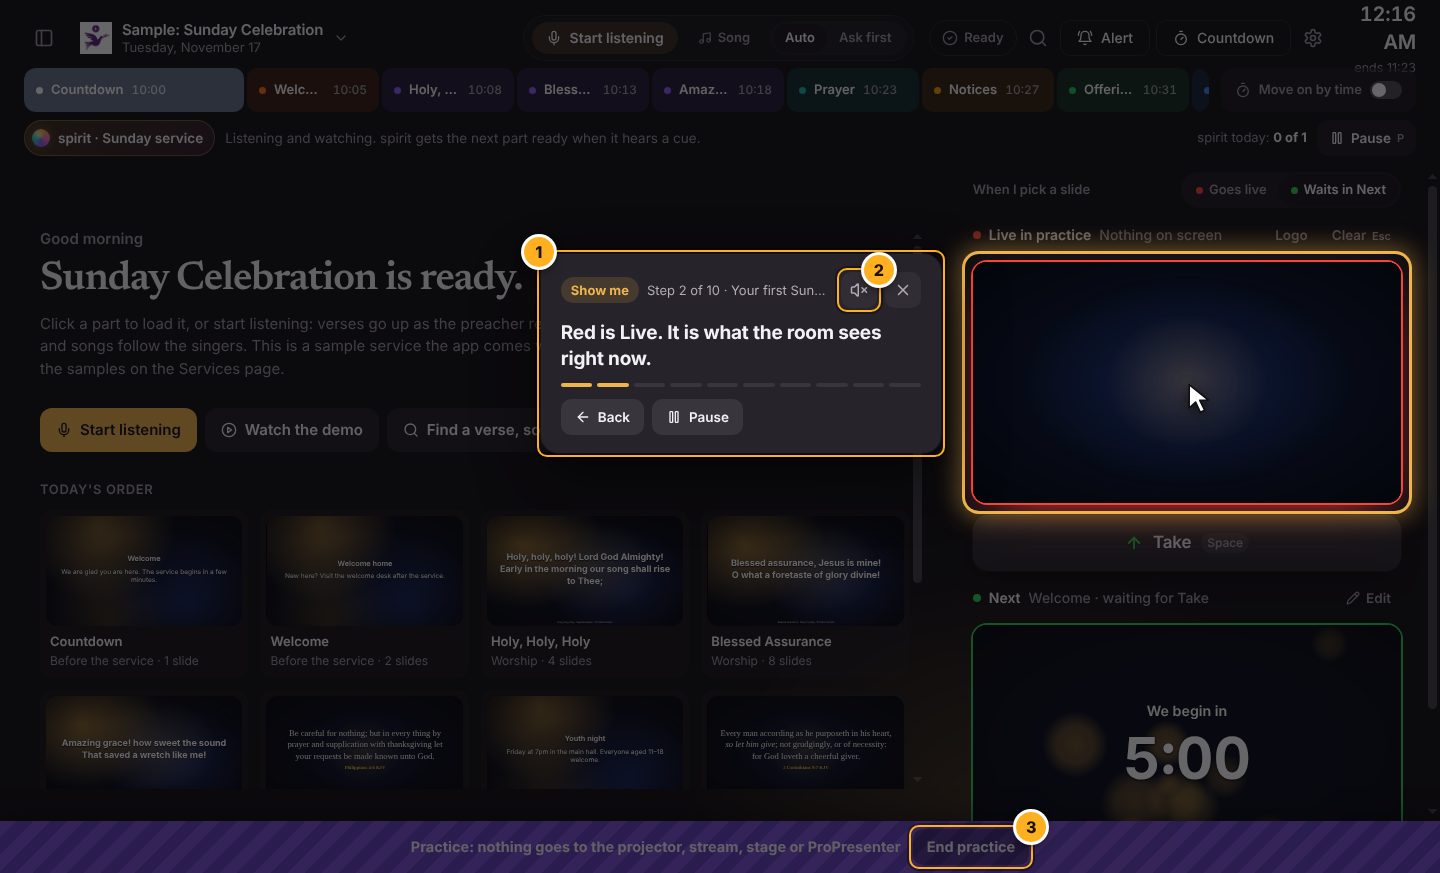 Sample: Sunday Celebration
Tuesday, November 17
Start listening
Song
Auto
Ask first
Ready
Alert
Countdown
12:16 AM
ends 11:23
Countdown 10:00
Welc... 10:05
Holy, ... 10:08
Bless... 10:13
Amaz... 10:18
Prayer 10:23
Notices 10:27
Offeri... 10:31
Move on by time
spirit · Sunday service
Listening and watching. spirit gets the next part ready when it hears a cue.
spirit today: 0 of 1
Pause P
When I pick a slide
Goes live
Waits in Next
Live in practice Nothing on screen
Logo
Clear Esc
Good morning
Sunday Celebration is ready.
Click a part to load it, or start listening: verses go up as the preacher
and songs follow the singers. This is a sample service the app comes
the samples on the Services page.
Start listening
Watch the demo
Find a verse,
1
2
Show me
Step 2 of 10 · Your first Sun...
Red is Live. It is what the room sees
right now.
Back
Pause
Take Space
Next Welcome · waiting for Take
Edit
We begin in
5:00
TODAY'S ORDER
Welcome
We are glad you are here. The service begins in a few
minutes.
Countdown
Before the service · 1 slide
Welcome home
New here? Visit the welcome desk after the service.
Welcome
Before the service · 2 slides
Holy, holy, holy! Lord God Almighty!
Early in the morning our song shall rise
to Thee;
Holy, Holy, Holy
Worship · 4 slides
Blessed assurance, Jesus is mine!
O what a foretaste of glory divine!
Blessed Assurance
Worship · 8 slides
Amazing grace! how sweet the sound
That saved a wretch like me!
Be careful for nothing; but in every thing by
prayer and supplication with thanksgiving let
your requests be made known unto God.
Philippians 4:6 KJV
Youth night
Friday at 7pm in the main hall. Everyone aged 11–18
welcome.
Every man according as he purposeth in his heart,
so let him give; not grudgingly, or of necessity:
for God loveth a cheerful giver.
2 Corinthians 9:7 KJV
Practice: nothing goes to the projector, stream, stage or ProPresenter
End practice
3